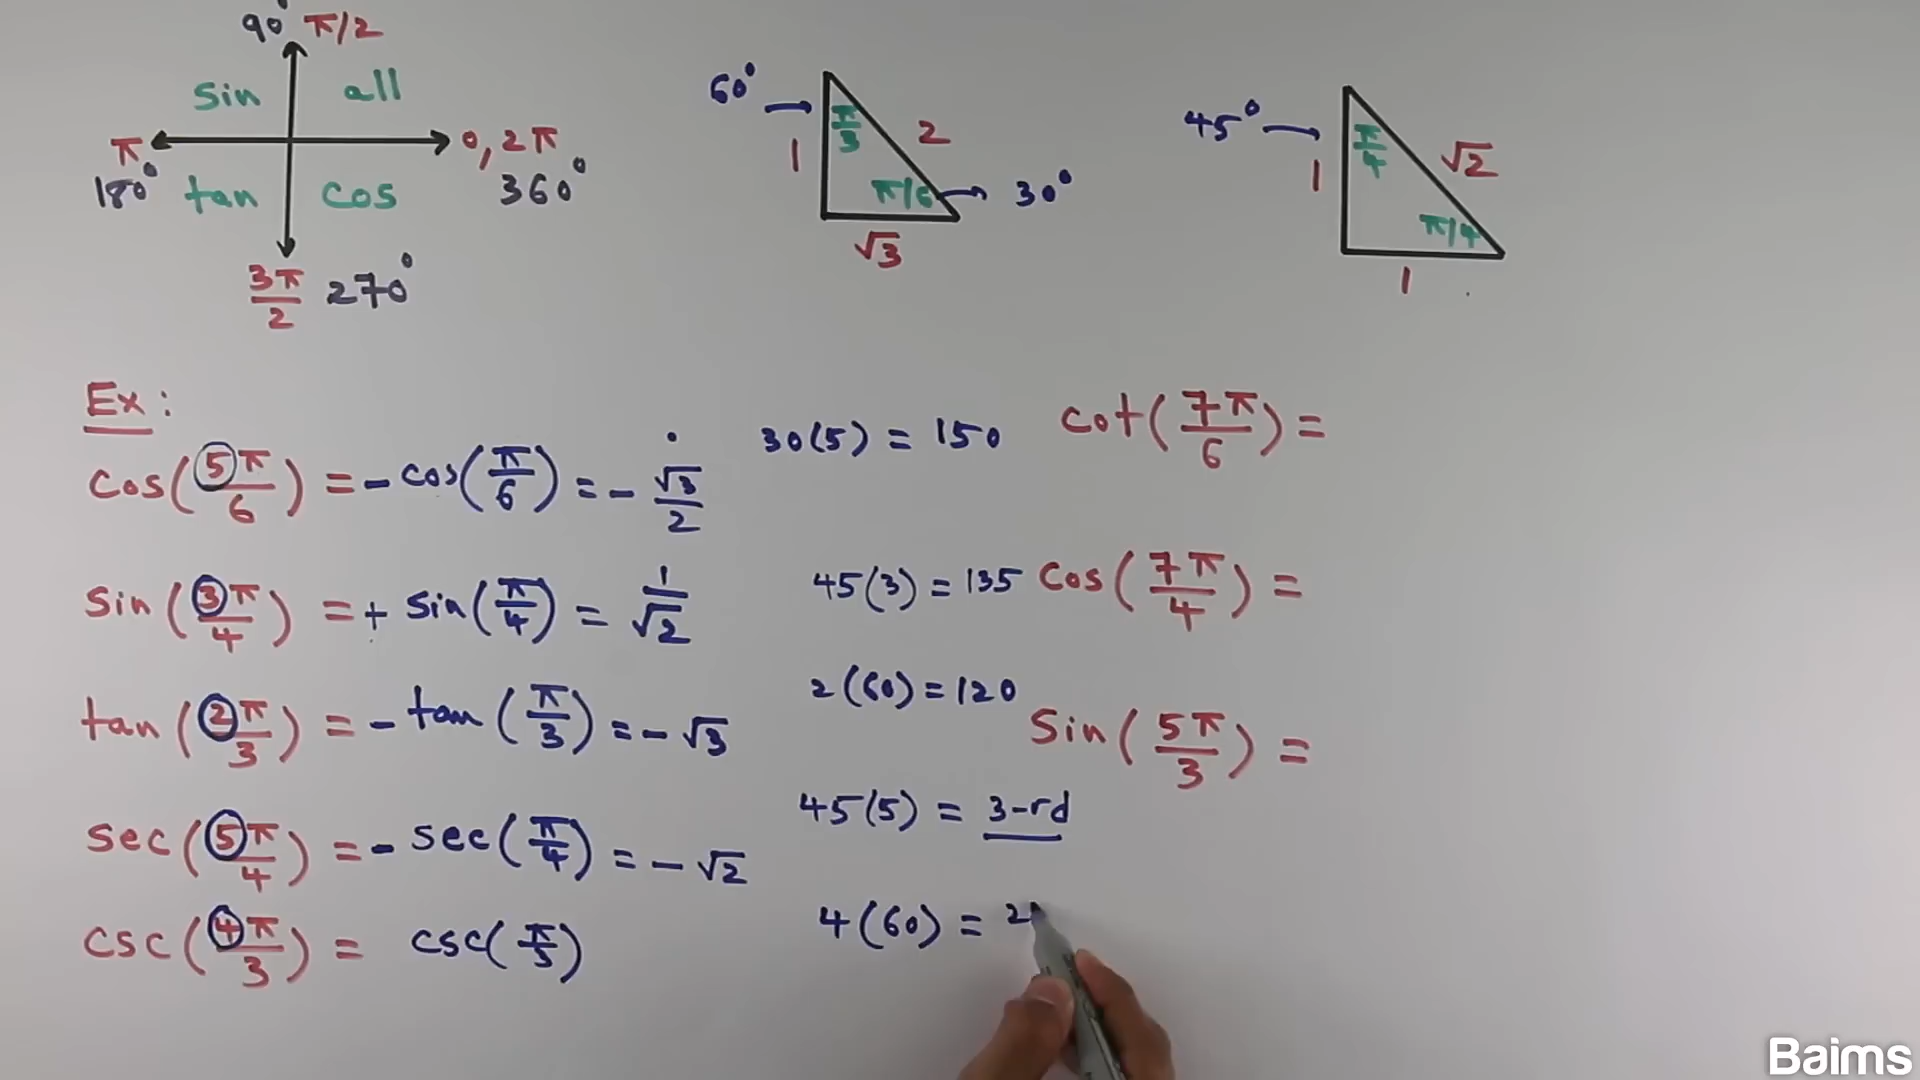 90° π/2
sin all
π 0, 2π
180° 360°
tan cos
3π/2 270°
60° π/3 1 2 π/6 30° √3
45° π/4 1 √2 π/4 1
Ex:
cos(5π/6) = - cos(π/6) = - √3/2
30(5) = 150
sin(3π/4) = + sin(π/4) = 1/√2
45(3) = 135
tan(2π/3) = - tan(π/3) = - √3
2(60) = 120
sec(5π/4) = - sec(π/4) = - √2
45(5) = 3-rd
csc(4π/3) = csc(π/3)
4(60) = 2
cot(7π/6) =
cos(7π/4) =
sin(5π/3) =
Baims